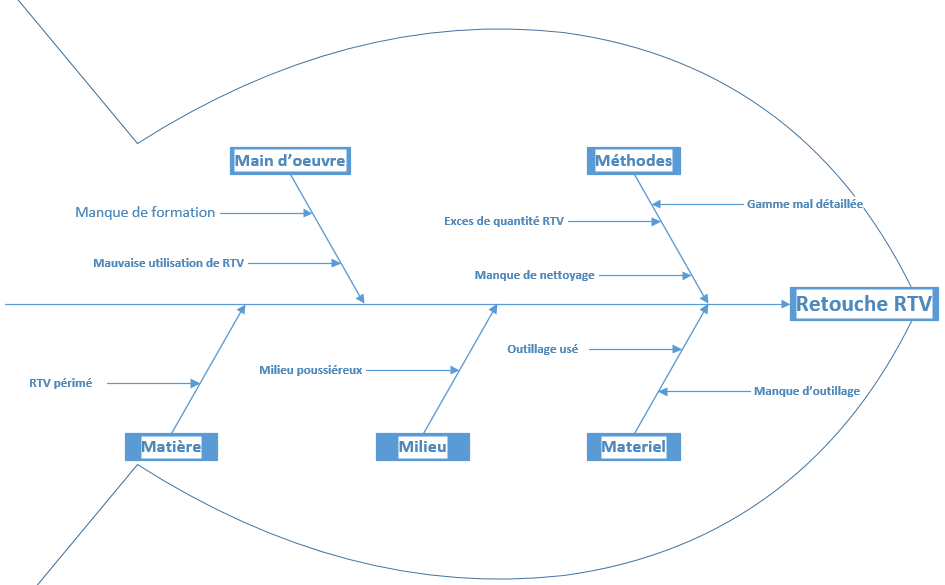 Main d'oeuvre
Méthodes
Manque de formation
Gamme mal détaillée
Exces de quantité RTV
Mauvaise utilisation de RTV
Manque de nettoyage
Retouche RTV
Outillage usé
Milieu poussiéreux
RTV périmé
Manque d'outillage
Matière
Milieu
Materiel